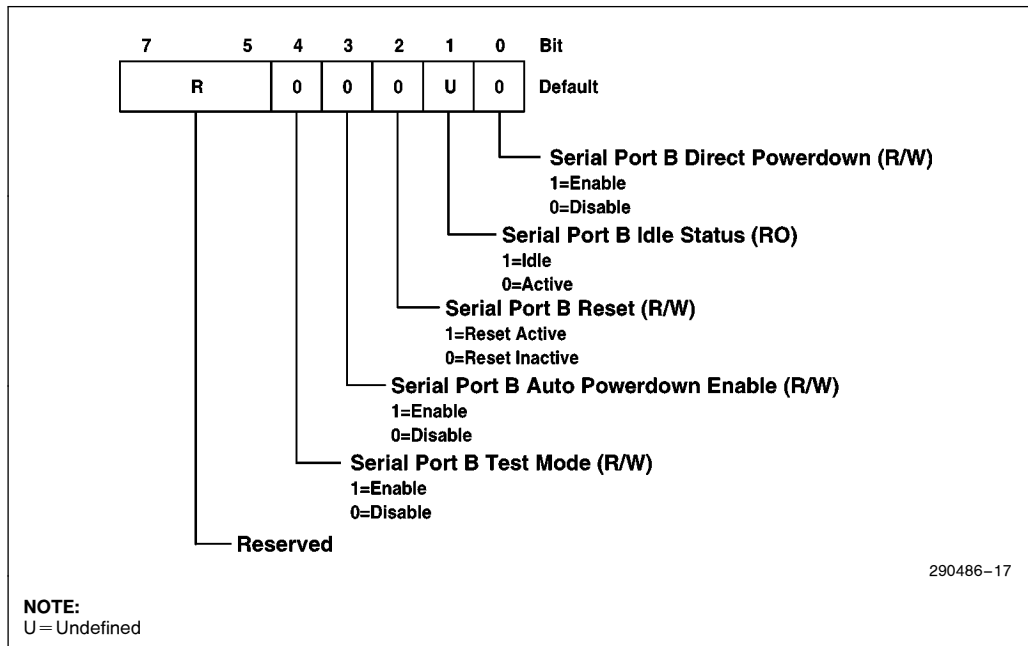 7 5 4 3 2 1 0 Bit
R 0 0 0 U 0 Default
Serial Port B Direct Powerdown (R/W)
1=Enable
0=Disable
Serial Port B Idle Status (RO)
1=Idle
0=Active
Serial Port B Reset (R/W)
1=Reset Active
0=Reset Inactive
Serial Port B Auto Powerdown Enable (R/W)
1=Enable
0=Disable
Serial Port B Test Mode (R/W)
1=Enable
0=Disable
Reserved
290486–17
NOTE:
U=Undefined